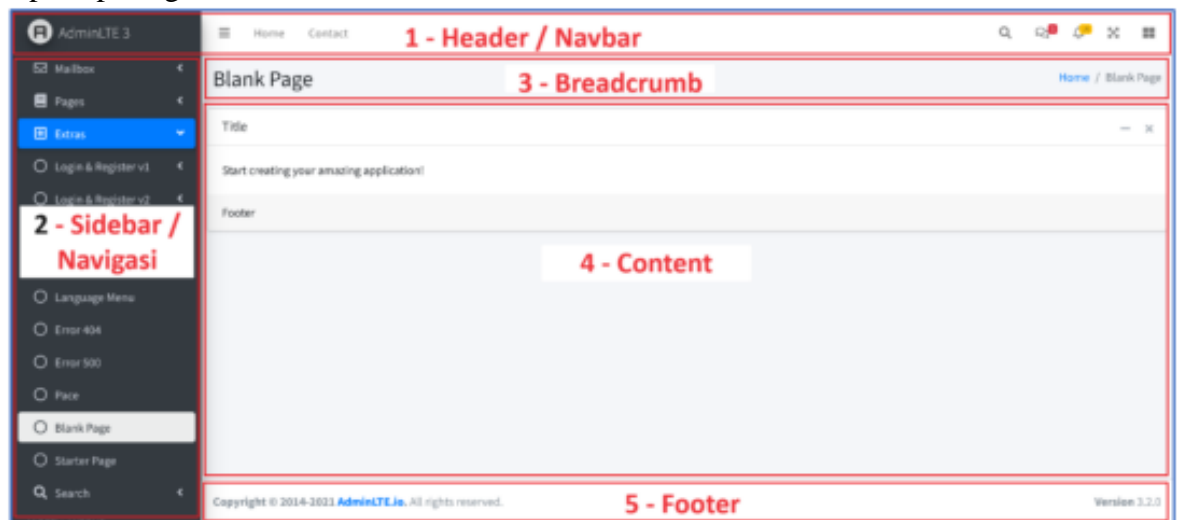 AdminLTE 3
Home Contact
1 - Header / Navbar
Mailbox
Pages
Extras
Login & Register v1
Login & Register v2
2 - Sidebar /
Navigasi
Language Menu
Error 404
Error 500
Pace
Blank Page
Starter Page
Search
Blank Page
3 - Breadcrumb
Home / Blank Page
Title
Start creating your amazing application!
Footer
4 - Content
Copyright © 2014-2021 AdminLTE.io. All rights reserved.
5 - Footer
Version 3.2.0